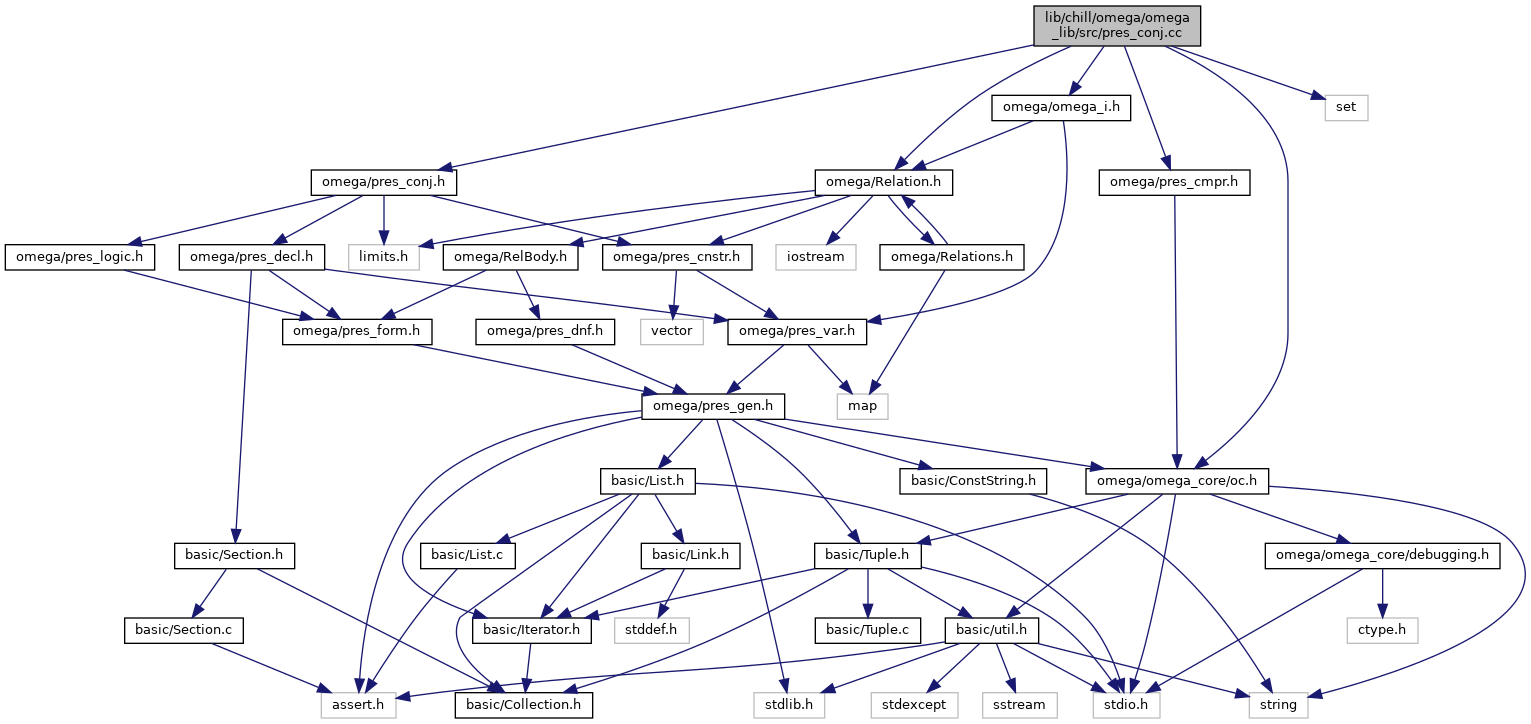 lib/chill/omega/omega
_lib/src/pres_conj.cc
omega/omega_i.h
set
omega/pres_conj.h
omega/Relation.h
omega/pres_cmpr.h
omega/pres_logic.h
omega/pres_decl.h
limits.h
omega/RelBody.h
omega/pres_cnstr.h
iostream
omega/Relations.h
omega/pres_form.h
omega/pres_dnf.h
vector
omega/pres_var.h
omega/pres_gen.h
map
basic/List.h
basic/ConstString.h
omega/omega_core/oc.h
basic/Section.h
basic/List.c
basic/Link.h
basic/Tuple.h
omega/omega_core/debugging.h
basic/Section.c
basic/Iterator.h
stddef.h
basic/Tuple.c
basic/util.h
ctype.h
assert.h
basic/Collection.h
stdlib.h
stdexcept
sstream
stdio.h
string